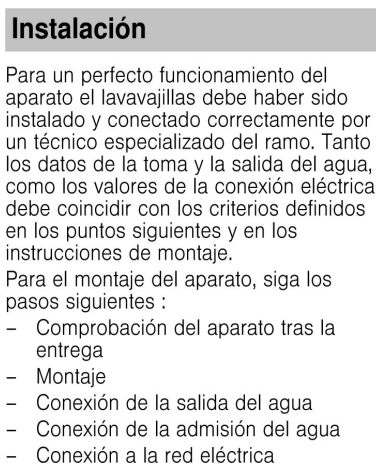 Instalación
Para un perfecto funcionamiento del
aparato el lavavajillas debe haber sido
instalado y conectado correctamente por
un técnico especializado del ramo. Tanto
los datos de la toma y la salida del agua,
como los valores de la conexión eléctrica
debe coincidir con los criterios definidos
en los puntos siguientes y en los
instrucciones de montaje.
Para el montaje del aparato, siga los
pasos siguientes :
– Comprobación del aparato tras la
entrega
– Montaje
– Conexión de la salida del agua
– Conexión de la admisión del agua
– Conexión a la red eléctrica